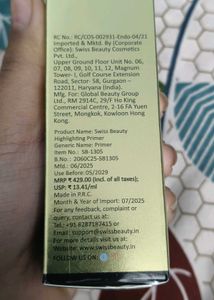 RC No.: RC/COS-002931-Endo-04/21
Imported & Mktd. By (Corporate
Office): Swiss Beauty Cosmetics
Pvt. Ltd.,
Upper Ground Floor Unit No. 06,
07, 08, 09, 10, 11, 12, Magnum
Tower- I, Golf Course Extension
Road, Sector- 58, Gurgaon –
122011, Haryana (India).
Mfg. For: Global Beauty Group
Ltd., RM 2914C, 29/F Ho King
Commercial Centre, 2-16 FA Yuen
Street, Mongkok, Kowloon Hong
Kong.
Product Name: Swiss Beauty
Highlighting Primer
Generic Name: Primer
Item No.: SB-1305
B. No.: 2060C25-SB1305
Mfd.: 06/2025
Use Before: 05/2029
MRP ₹ 429.00 (Incl. of all taxes);
USP: ₹ 13.41/ml
Made in P.R.C.
Month & Year of Import: 07/2025
For any feedback, complaint or
query, contact us at:
Tel.: +91 8287187415 or
Email: support@swissbeauty.in
For more details visit us at:
Website: www.swissbeauty.in
FOLLOW US ON: